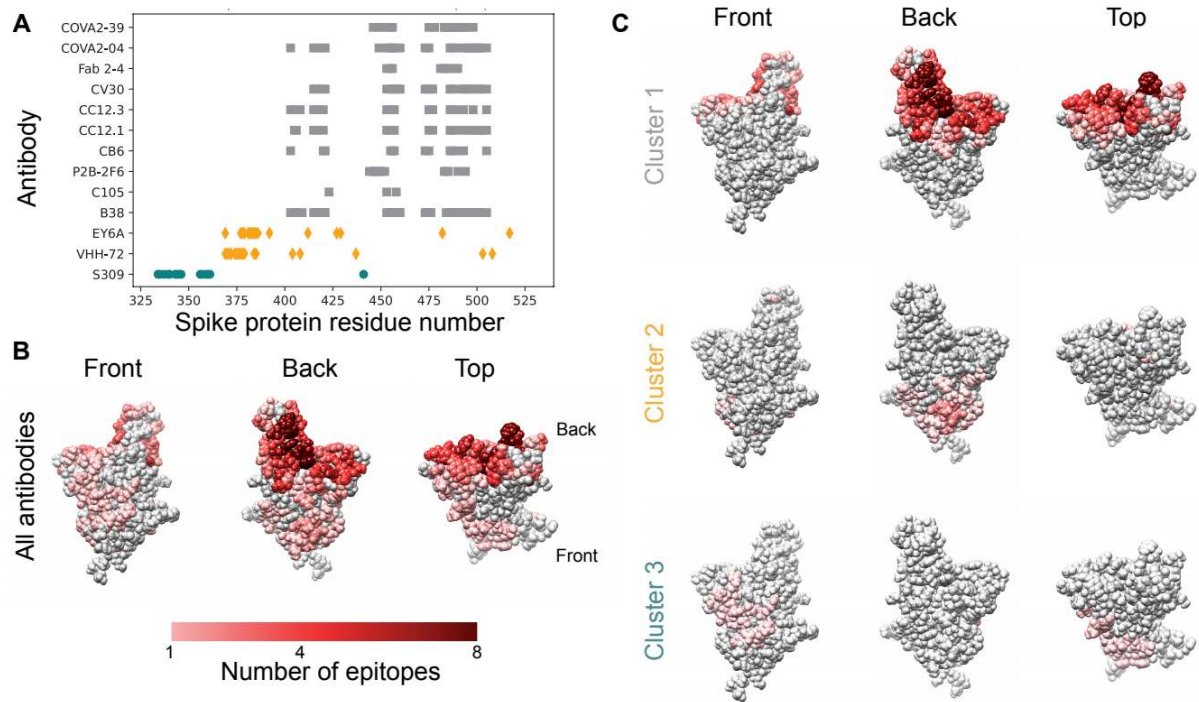 A
COVA2-39
COVA2-04
Fab 2-4
CV30
CC12.3
CC12.1
CB6
P2B-2F6
C105
B38
EY6A
VHH-72
S309
Antibody
325 350 375 400 425 450 475 500 525
Spike protein residue number
B
Front Back Top
All antibodies
Back
Front
1 4 8
Number of epitopes
C
Front Back Top
Cluster 1
Cluster 2
Cluster 3